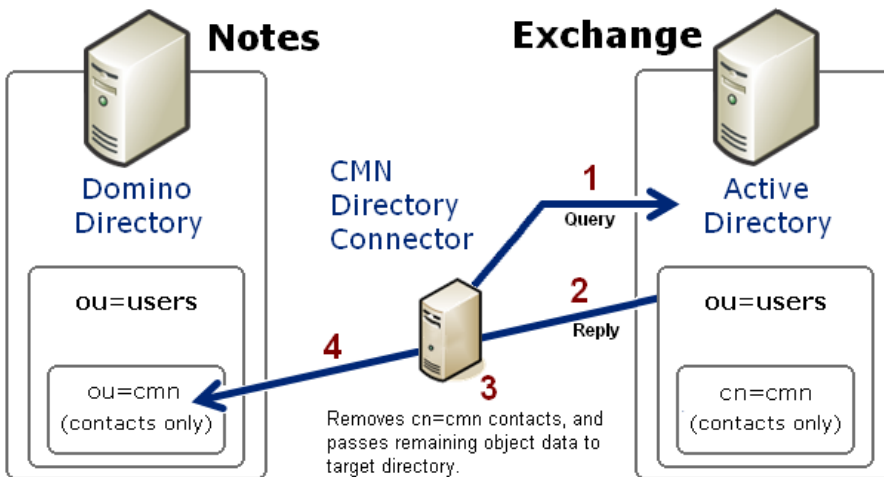 Notes
Exchange
Domino
Directory
CMN
Directory
Connector
1
Query
Active
Directory
ou=users
2
Reply
ou=users
4
3
ou=cmn
(contacts only)
cn=cmn
(contacts only)
Removes cn=cmn contacts, and
passes remaining object data to
target directory.